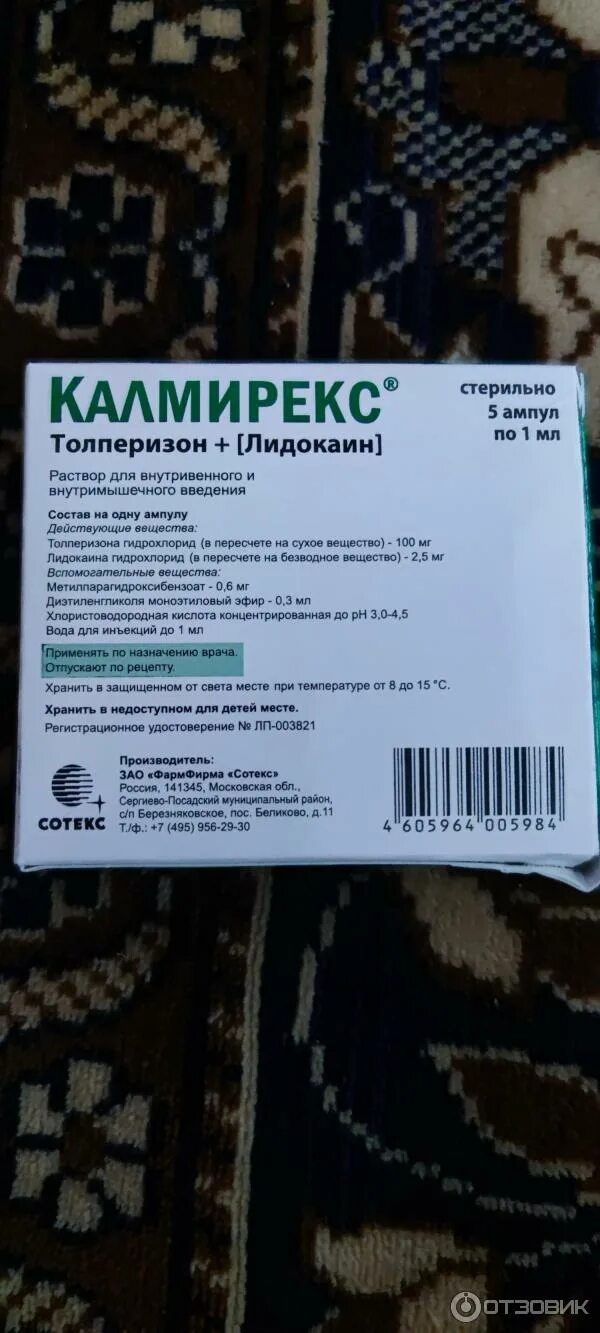 КАЛМИРЕКС®
Толперизон + [Лидокаин]
стерильно
5 ампул
по 1 мл
Раствор для внутривенного и
внутримышечного введения
Состав на одну ампулу
Действующие вещества:
Толперизона гидрохлорид (в пересчете на сухое вещество) - 100 мг
Лидокаина гидрохлорид (в пересчете на безводное вещество) - 2,5 мг
Вспомогательные вещества:
Метилпарагидроксибензоат - 0,6 мг
Диэтиленгликоля моноэтиловый эфир - 0,3 мл
Хлористоводородная кислота концентрированная до pH 3,0-4,5
Вода для инъекций до 1 мл
Применять по назначению врача.
Отпускают по рецепту.
Хранить в защищенном от света месте при температуре от 8 до 15 °С.
Хранить в недоступном для детей месте.
Регистрационное удостоверение № ЛП-003821
Производитель:
ЗАО «ФармФирма «Сотекс»
Россия, 141345, Московская обл.,
Сергиево-Посадский муниципальный район,
с/п Березняковское, пос. Беликово, д.11
Т./ф.: +7 (495) 956-29-30
СОТЕКС
4 605964 005984
ОТЗОВИК